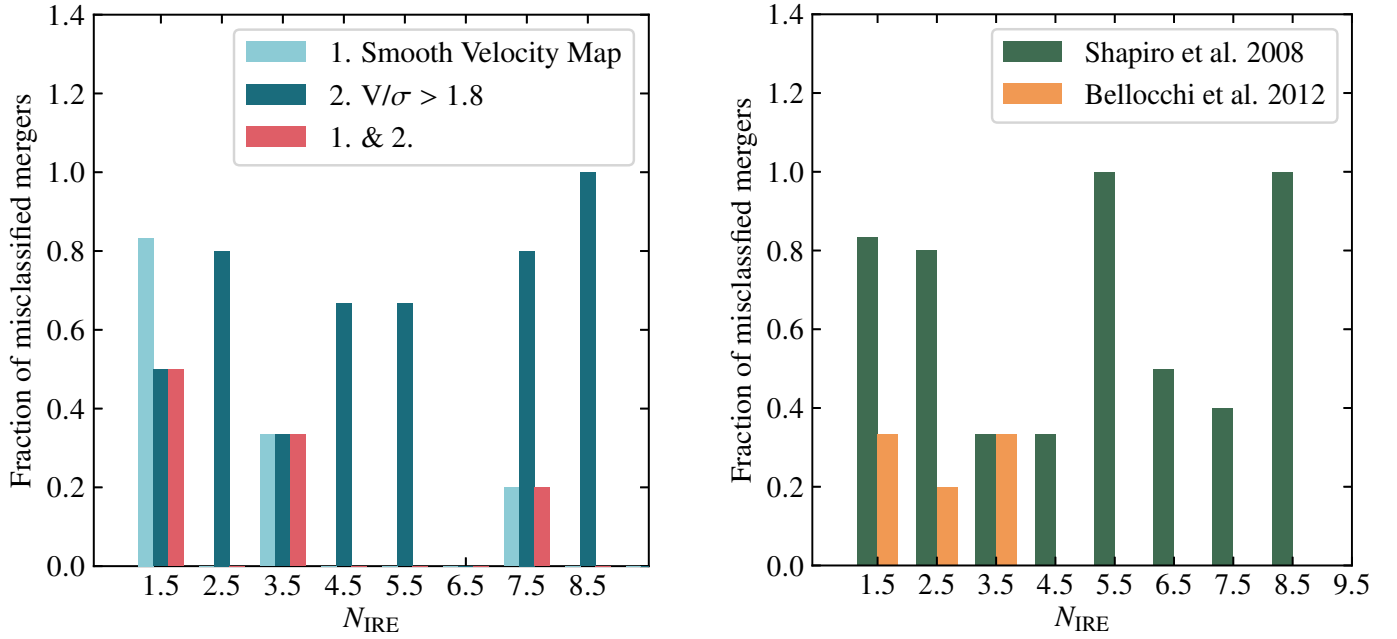 1.4
1.2
1.0
0.8
0.6
0.4
0.2
0.0
Fraction of misclassified mergers
1. Smooth Velocity Map
2. V/σ > 1.8
1. & 2.
1.5 2.5 3.5 4.5 5.5 6.5 7.5 8.5
N_IRE
1.4
1.2
1.0
0.8
0.6
0.4
0.2
0.0
Fraction of misclassfied mergers
Shapiro et al. 2008
Bellocchi et al. 2012
1.5 2.5 3.5 4.5 5.5 6.5 7.5 8.5 9.5
N_IRE